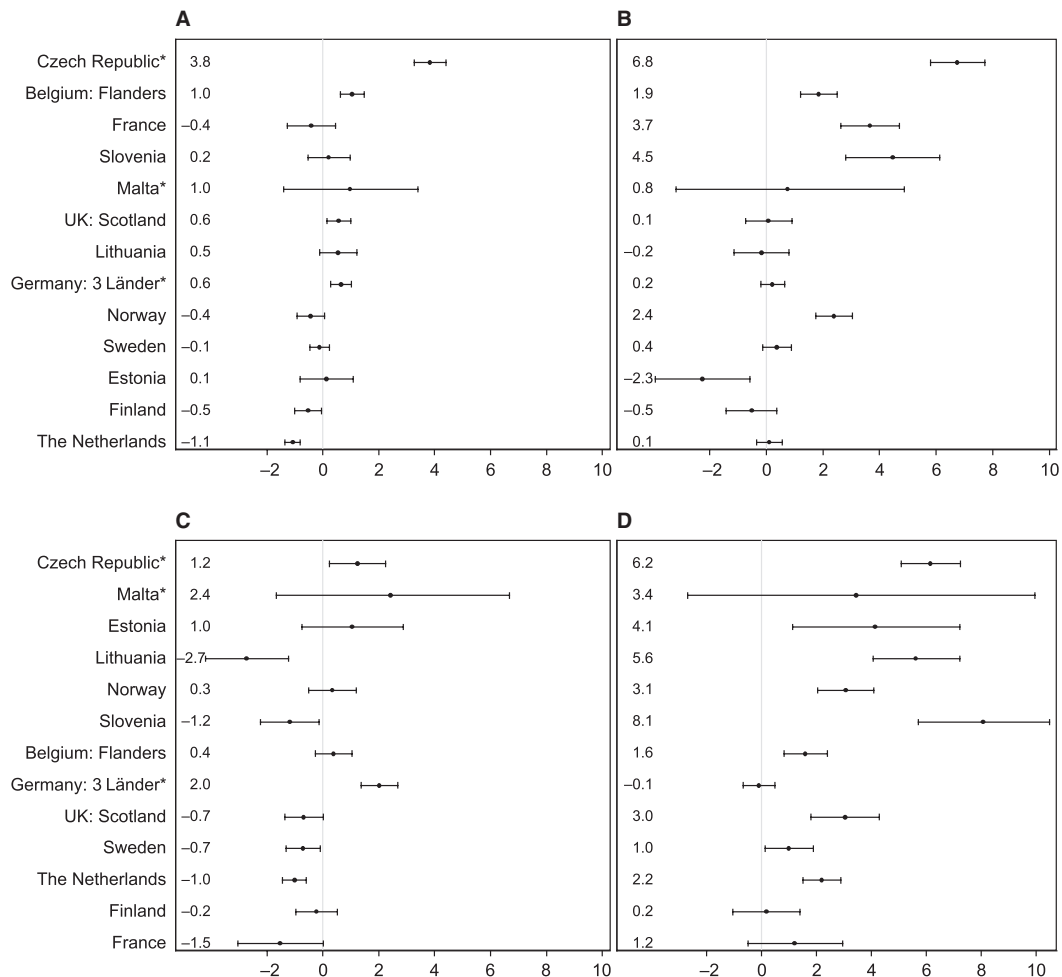 A B
Czech Republic* 3.8 6.8
Belgium: Flanders 1.0 1.9
France –0.4 3.7
Slovenia 0.2 4.5
Malta* 1.0 0.8
UK: Scotland 0.6 0.1
Lithuania 0.5 –0.2
Germany: 3 Länder* 0.6 0.2
Norway –0.4 2.4
Sweden –0.1 0.4
Estonia 0.1 –2.3
Finland –0.5 –0.5
The Netherlands –1.1 0.1
–2 0 2 4 6 8 10 –2 0 2 4 6 8 10
C D
Czech Republic* 1.2 6.2
Malta* 2.4 3.4
Estonia 1.0 4.1
Lithuania –2.7 5.6
Norway 0.3 3.1
Slovenia –1.2 8.1
Belgium: Flanders 0.4 1.6
Germany: 3 Länder* 2.0 –0.1
UK: Scotland –0.7 3.0
Sweden –0.7 1.0
The Netherlands –1.0 2.2
Finland –0.2 0.2
France –1.5 1.2
–2 0 2 4 6 8 10 –2 0 2 4 6 8 10